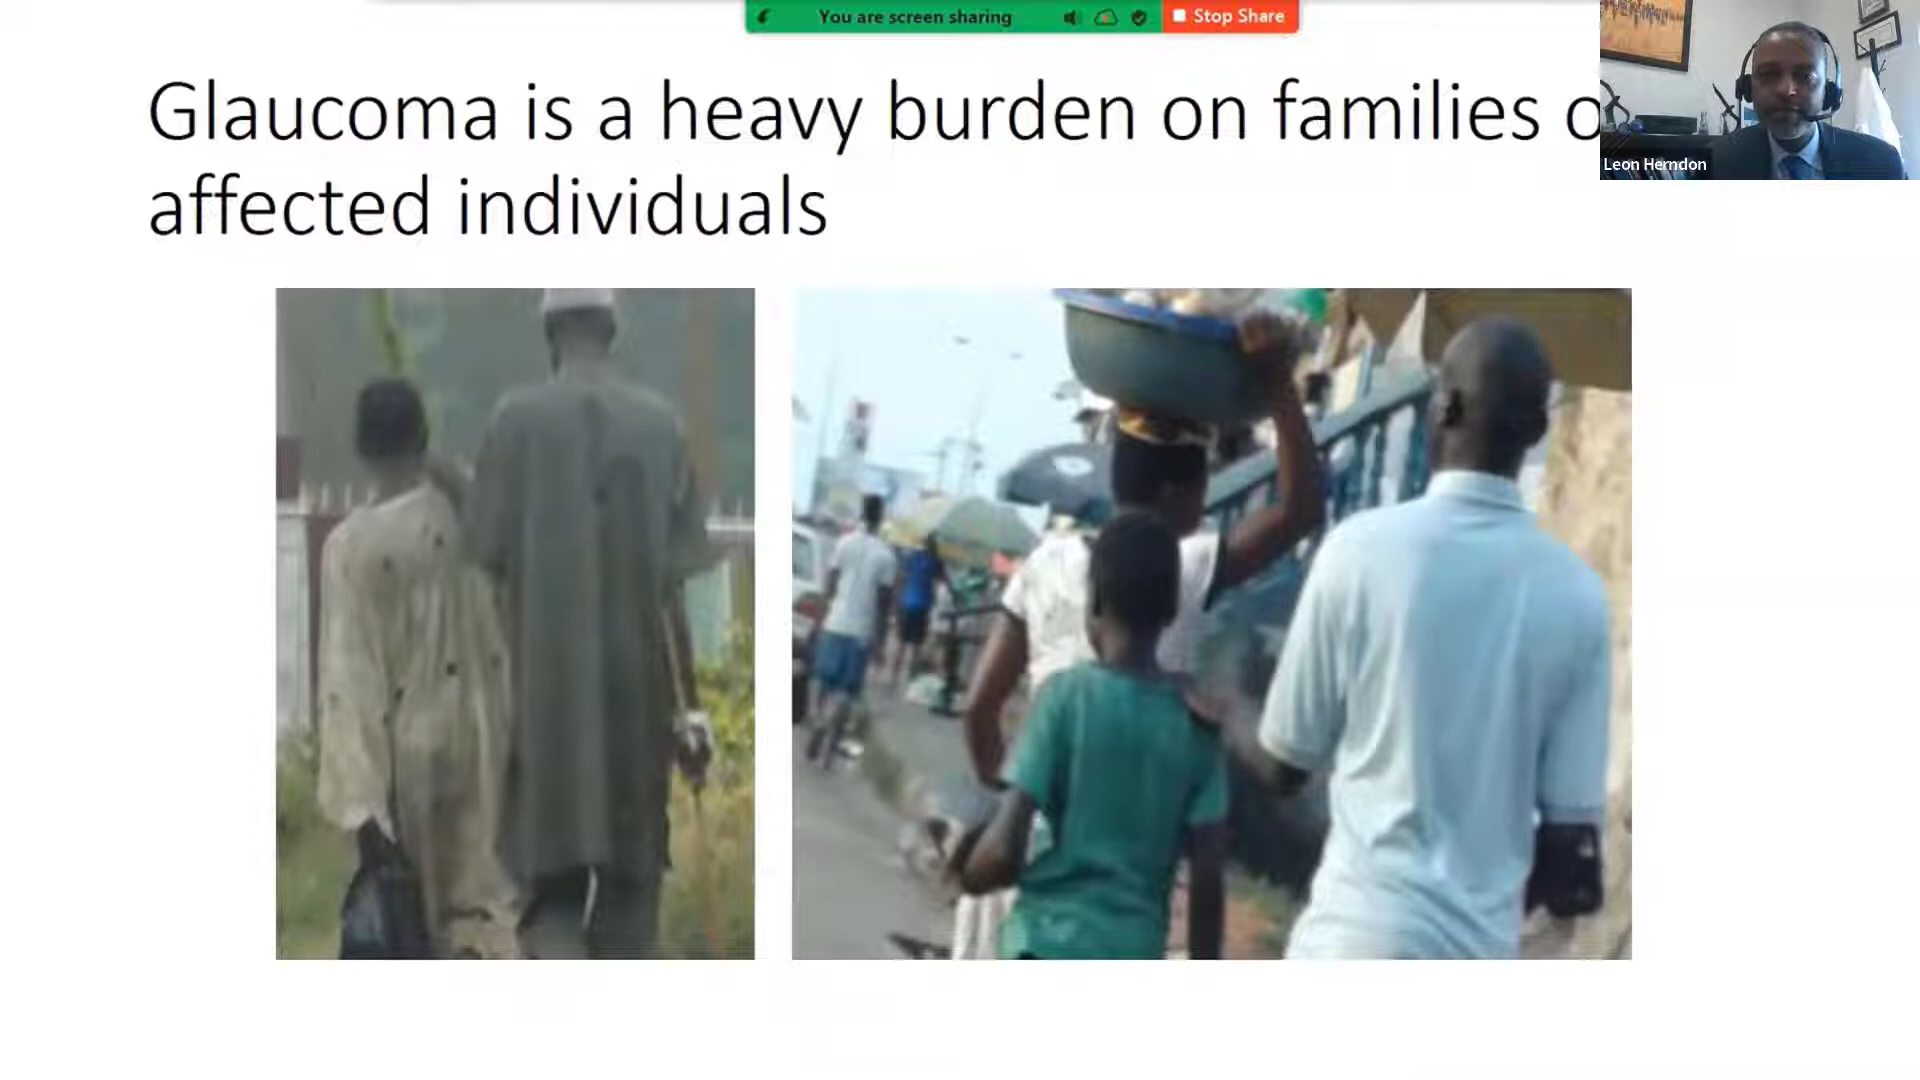 You are screen sharing
Stop Share
Glaucoma is a heavy burden on families
affected individuals
Leon Herndon